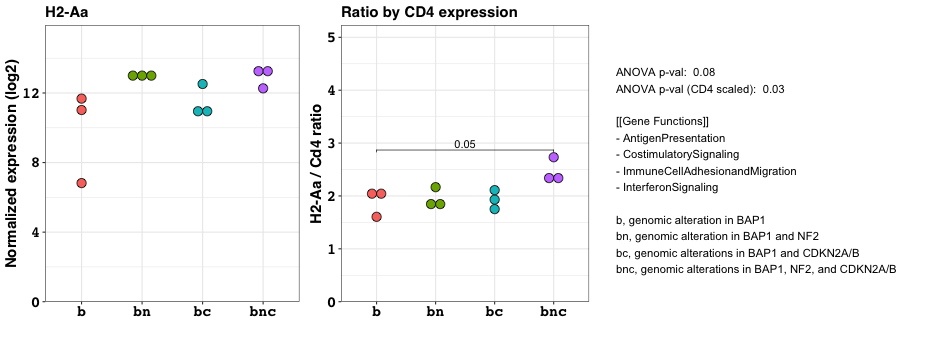 H2-Aa
Normalized expression (log2)
12
8
4
0
b
bn
bc
bnc
Ratio by CD4 expression
H2-Aa / Cd4 ratio
5
4
3
2
1
0
0.05
b
bn
bc
bnc
ANOVA p-val:  0.08
ANOVA p-val (CD4 scaled):  0.03
[[Gene Functions]]
- AntigenPresentation
- CostimulatorySignaling
- ImmuneCellAdhesionandMigration
- InterferonSignaling
b, genomic alteration in BAP1
bn, genomic alteration in BAP1 and NF2
bc, genomic alterations in BAP1 and CDKN2A/B
bnc, genomic alterations in BAP1, NF2, and CDKN2A/B